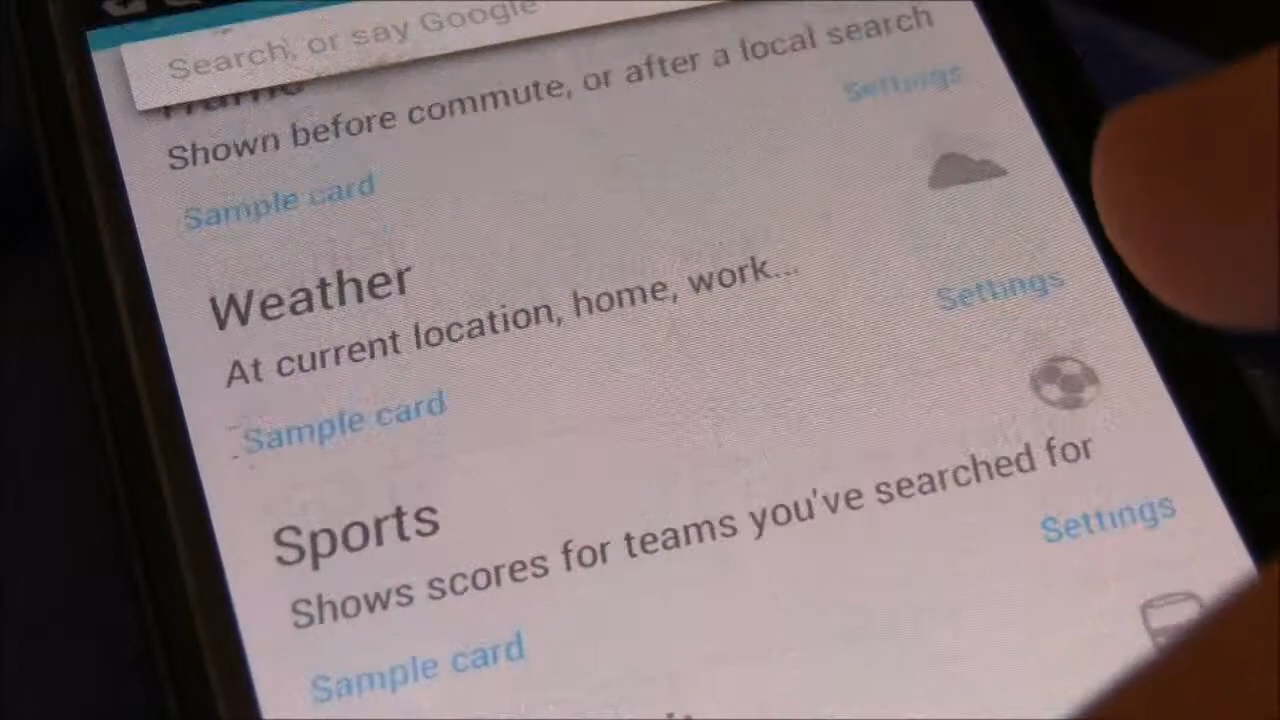 Search, or say Google
Traffic
Shown before commute, or after a local search
Sample card
Settings
Weather
At current location, home, work...
Sample card
Settings
Sports
Shows scores for teams you've searched for
Sample card
Settings